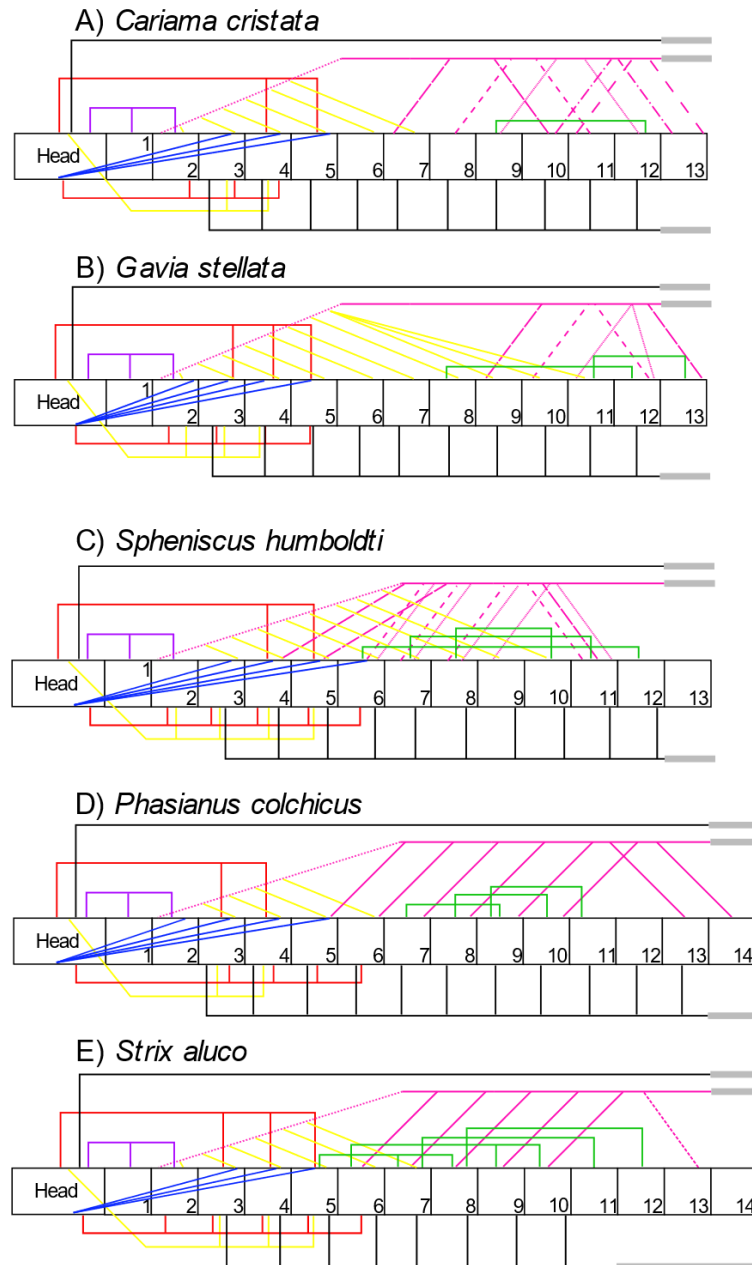 A) Cariama cristata
Head 1 2 3 4 5 6 7 8 9 10 11 12 13
B) Gavia stellata
Head 1 2 3 4 5 6 7 8 9 10 11 12 13
C) Spheniscus humboldti
Head 1 2 3 4 5 6 7 8 9 10 11 12 13
D) Phasianus colchicus
Head 1 2 3 4 5 6 7 8 9 10 11 12 13 14
E) Strix aluco
Head 1 2 3 4 5 6 7 8 9 10 11 12 13 14